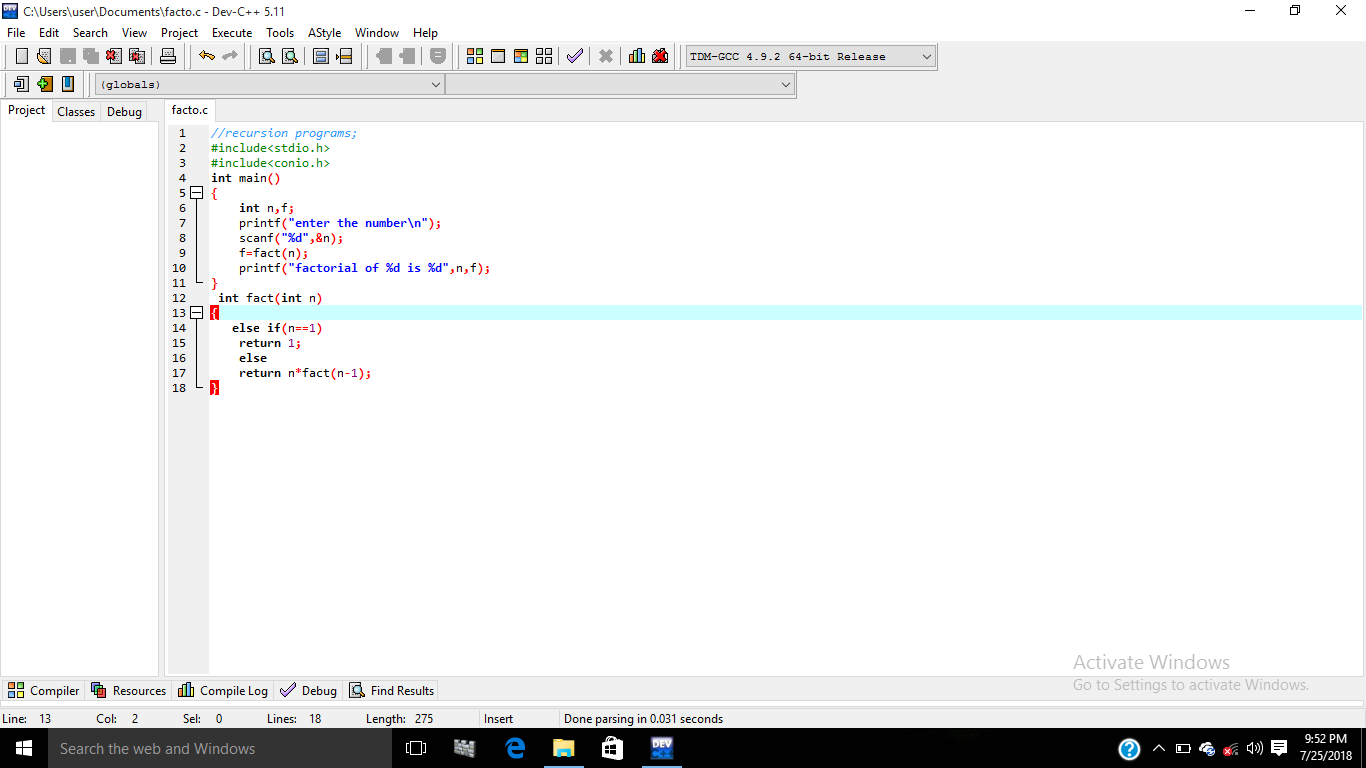 C:\Users\user\Documents\facto.c - Dev-C++ 5.11
File Edit Search View Project Execute Tools AStyle Window Help
TDM-GCC 4.9.2 64-bit Release
(globals)
Project Classes Debug
facto.c
1 //recursion programs;
2 #include<stdio.h>
3 #include<conio.h>
4 int main()
5 {
6 int n,f;
7 printf("enter the number\n");
8 scanf("%d",&n);
9 f=fact(n);
10 printf("factorial of %d is %d",n,f);
11 }
12 int fact(int n)
13 {
14 else if(n==1)
15 return 1;
16 else
17 return n*fact(n-1);
18 }
Activate Windows
Go to Settings to activate Windows.
Compiler Resources Compile Log Debug Find Results
Line: 13 Col: 2 Sel: 0 Lines: 18 Length: 275 Insert Done parsing in 0.031 seconds
Search the web and Windows
DEV
9:52 PM
7/25/2018